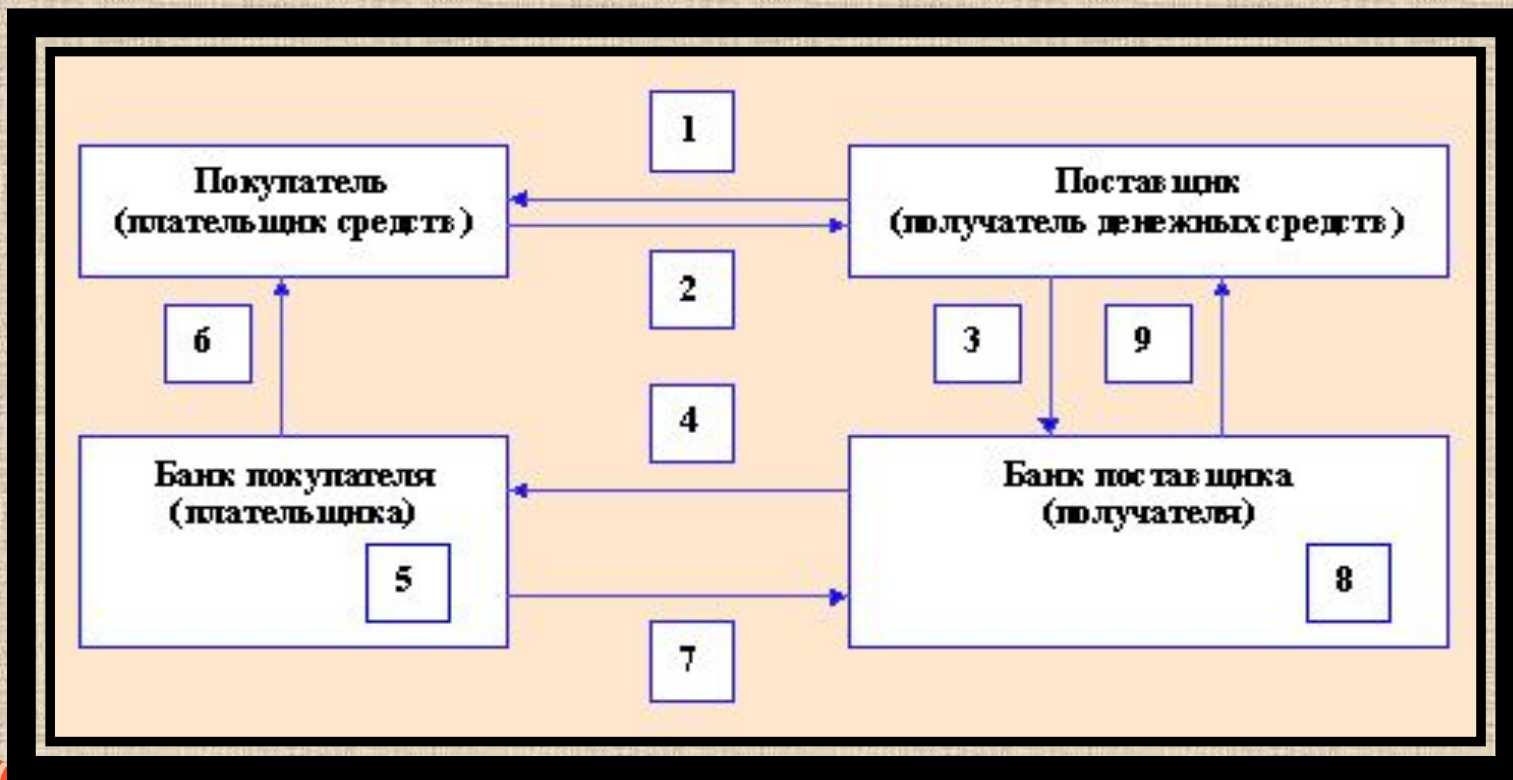 1
Покупатель
(плательщик средств)
Поставщик
(получатель денежных средств)
2
6
3
9
4
Банк покупателя
(плательщика)
5
Банк поставщика
(получателя)
8
7